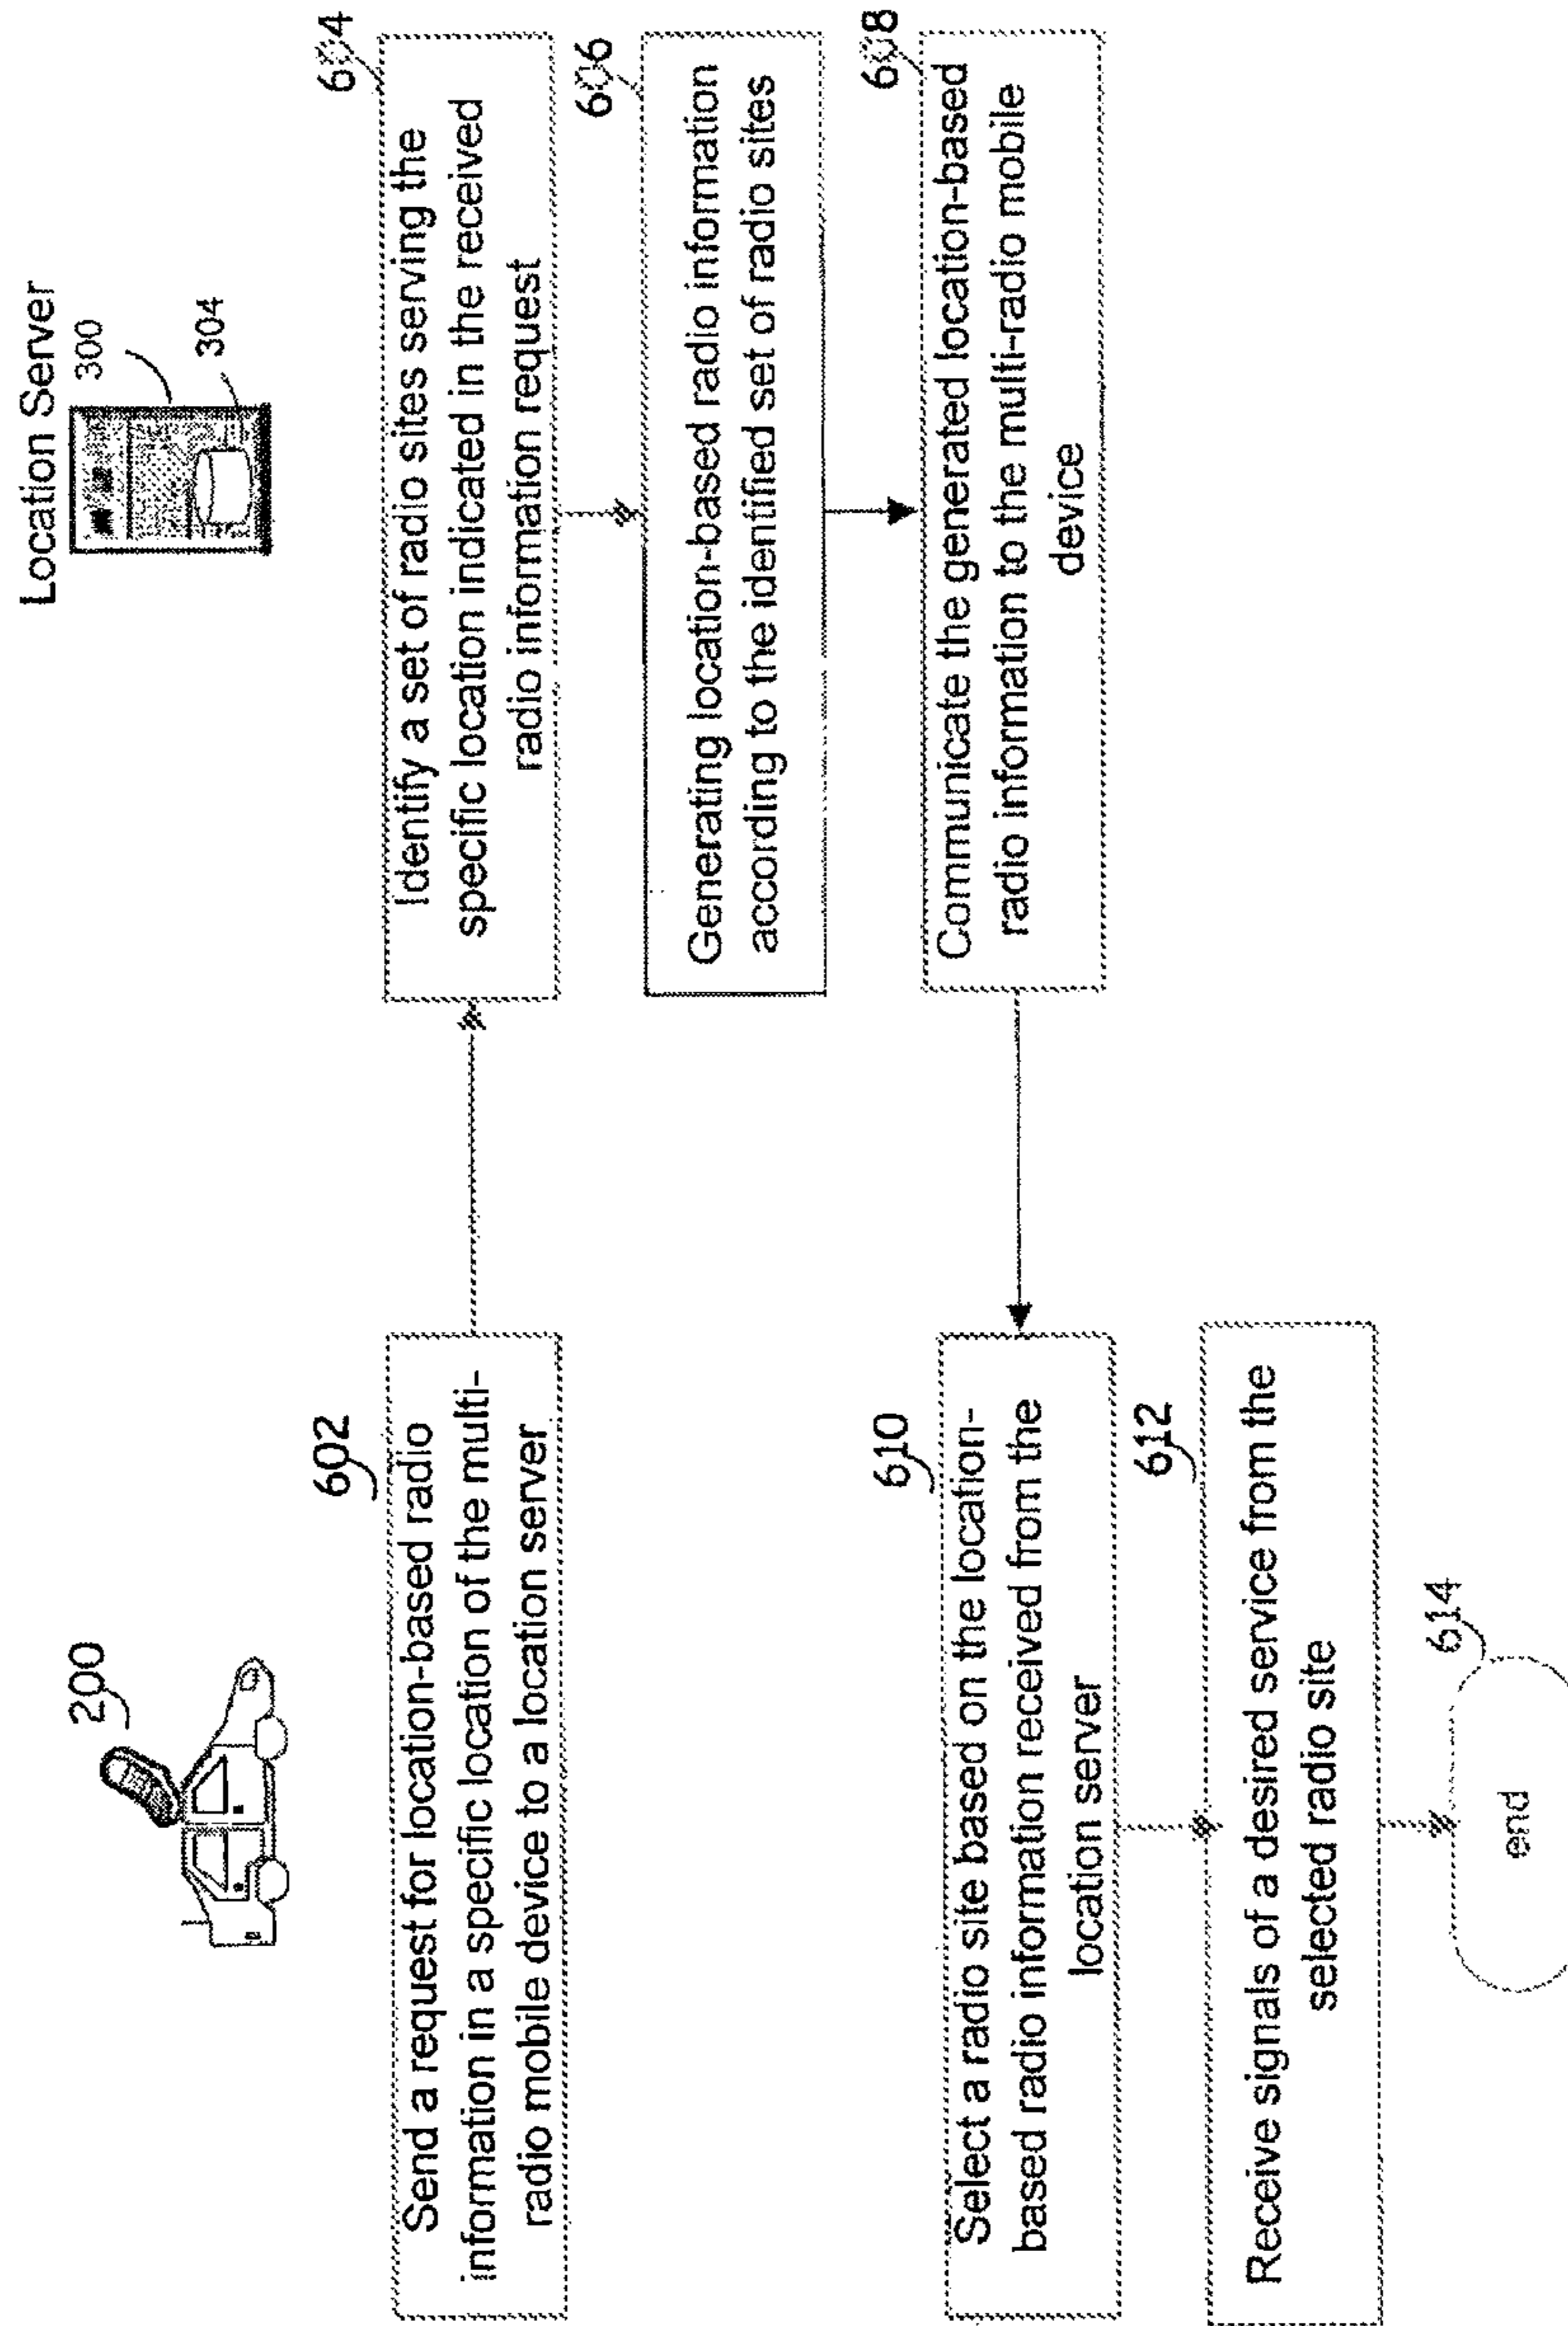 200
Location Server
300
304
602
Send a request for location-based radio
information in a specific location of the multi-
radio mobile device to a location server
604
Identify a set of radio sites serving the
specific location indicated in the received
radio information request
606
Generating location-based radio information
according to the identified set of radio sites
608
Communicate the generated location-based
radio information to the multi-radio mobile
device
610
Select a radio site based on the location-
based radio information received from the
location server
612
Receive signals of a desired service from the
selected radio site
614
end